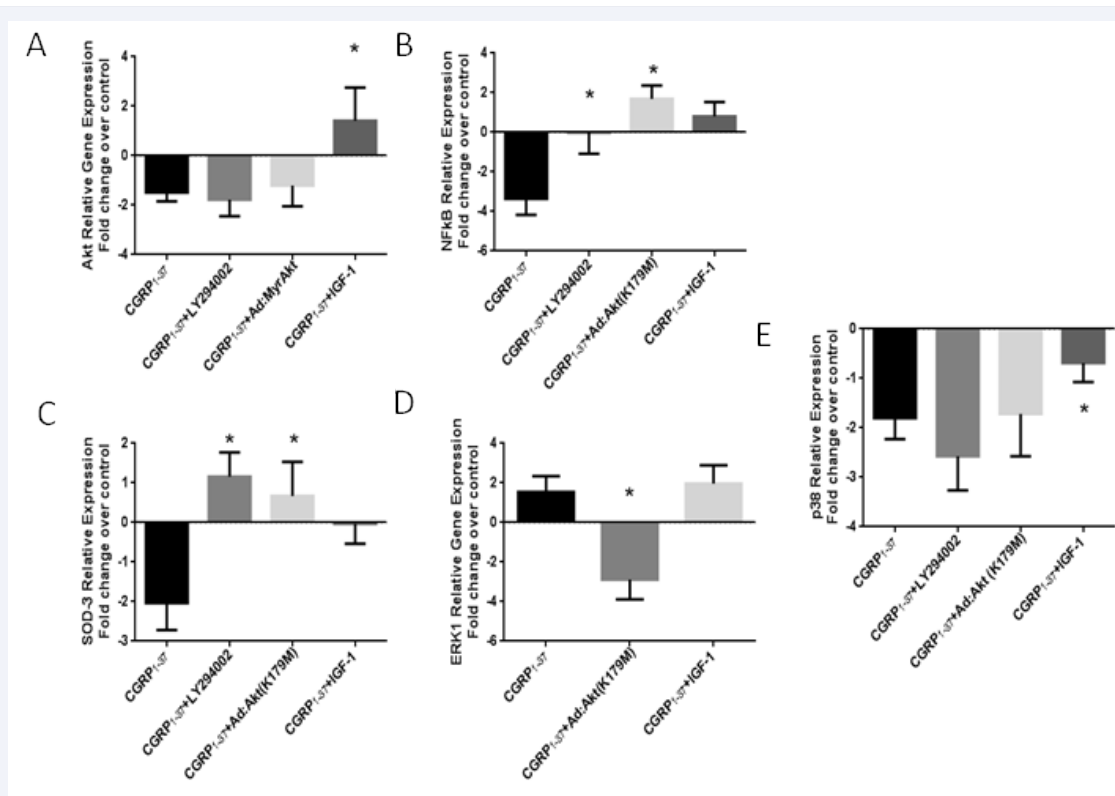 A
Akt Relative Gene Expression
Fold change over control
4
2
0
-2
-4
*
CGRP₁₋₃₇
CGRP₁₋₃₇+LY294002
CGRP₁₋₃₇+Ad:MyrAkt
CGRP₁₋₃₇+IGF-1
B
NFkB Relative Expression
Fold change over control
4
2
0
-2
-4
-6
*
*
CGRP₁₋₃₇
CGRP₁₋₃₇+LY294002
CGRP₁₋₃₇+Ad:Akt(K179M)
CGRP₁₋₃₇+IGF-1
C
SOD-3 Relative Expression
Fold change over control
2
1
0
-1
-2
-3
*
*
CGRP₁₋₃₇
CGRP₁₋₃₇+LY294002
CGRP₁₋₃₇+Ad:Akt(K179M)
CGRP₁₋₃₇+IGF-1
D
ERK1 Relative Gene Expression
Fold change over control
4
2
0
-2
-4
-6
*
CGRP₁₋₃₇
CGRP₁₋₃₇+Ad:Akt(K179M)
CGRP₁₋₃₇+IGF-1
E
p38 Relative Expression
Fold change over control
0
-1
-2
-3
-4
*
CGRP₁₋₃₇
CGRP₁₋₃₇+LY294002
CGRP₁₋₃₇+Ad:Akt (K179M)
CGRP₁₋₃₇+IGF-1